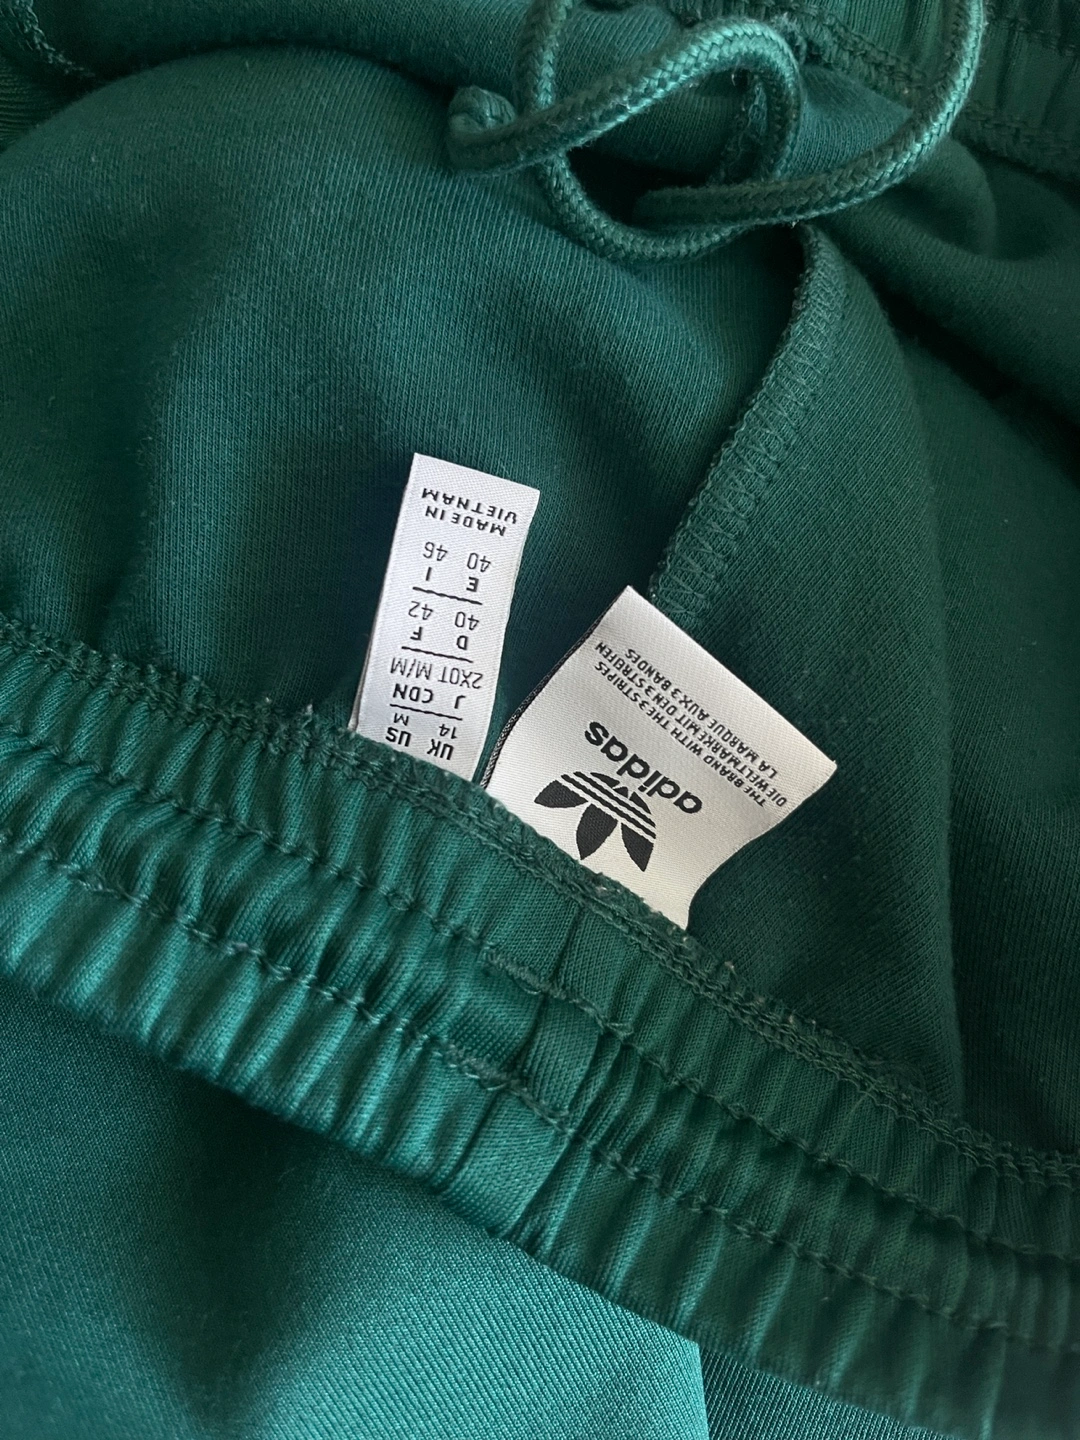 UK US
14 M
J CDN
2XOT M/M
D F
40 42
E I
40 46
MADE IN
VIETNAM
adidas
THE BRAND WITH THE 3 STRIPES
DIE WELTMARKE MIT DEN 3 STREIFEN
LA MARQUE AUX 3 BANDES